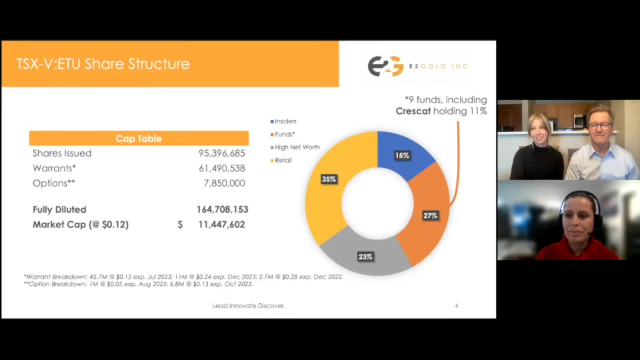 TSX-V:ETU Share Structure
E2G
E2GOLD INC
*9 funds, including
Crescat holding 11%
Cap Table
Shares Issued 95,396,685
Warrants* 61,490,538
Options** 7,850,000
Fully Diluted 164,708,153
Market Cap (@ $0.12) $ 11,447,602
Insiders
Funds*
High Net Worth
Retail
15%
35%
27%
23%
*Warrant Breakdown: 45.7M @ $0.15 exp. Jul 2023; 11M @ $0.24 exp. Dec 2023; 2.7M @ $0.28 exp. Dec 2022.
**Option Breakdown: 1M @ $0.05 exp. Aug 2025; 6.8M @ $0.13 exp. Oct 2023.
Lead.Innovate Discover.
4